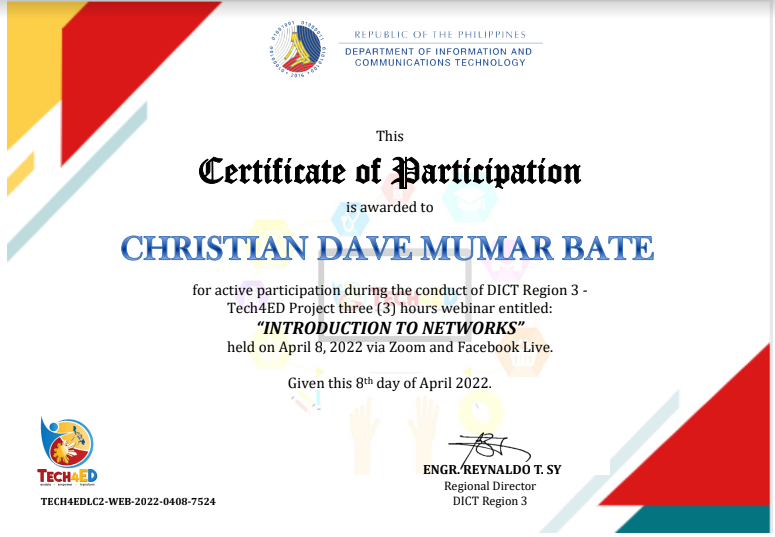 REPUBLIC OF THE PHILIPPINES
DEPARTMENT OF INFORMATION AND
COMMUNICATIONS TECHNOLOGY
This
Certificate of Participation
is awarded to
CHRISTIAN DAVE MUMAR BATE
for active participation during the conduct of DICT Region 3 -
Tech4ED Project three (3) hours webinar entitled:
“INTRODUCTION TO NETWORKS”
held on April 8, 2022 via Zoom and Facebook Live.
Given this 8th day of April 2022.
TECH4ED
TECH4ED
ENGR. REYNALDO T. SY
Regional Director
DICT Region 3
TECH4EDLC2-WEB-2022-0408-7524